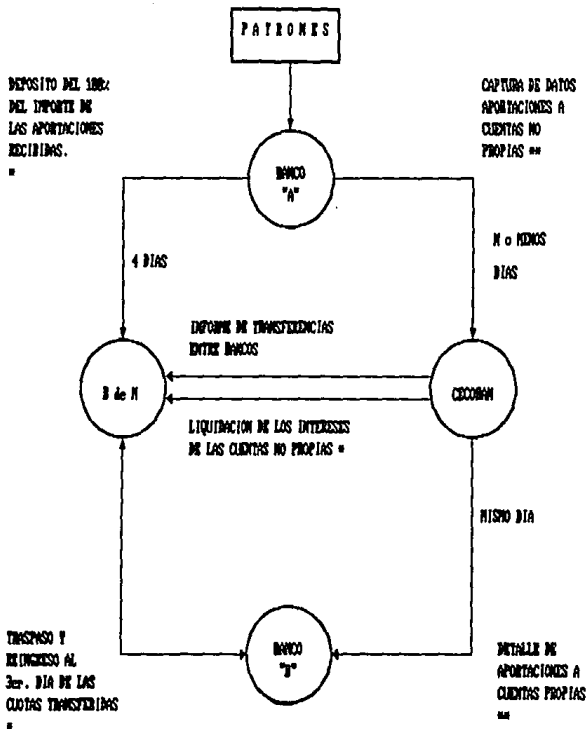 PATRONES
DEPOSITO DEL 100%
DEL IMPORTE DE
LAS APORTACIONES
RECIBIDAS.
*
CAPTURA DE DATOS
APORTACIONES A
CUENTAS NO
PROPIAS **
BANCO
"A"
4 DIAS
N o MENOS
DIAS
INFORME DE TRANSFERENCIAS
ENTRE BANCOS
B de M
CECOBAN
LIQUIDACION DE LOS INTERESES
DE LAS CUENTAS NO PROPIAS *
MISMO DIA
TRASPASO Y
REINGRESO AL
3er. DIA DE LAS
CUOTAS TRANSFERIDAS
*
BANCO
"B"
DETALLE DE
APORTACIONES A
CUENTAS PROPIAS
**